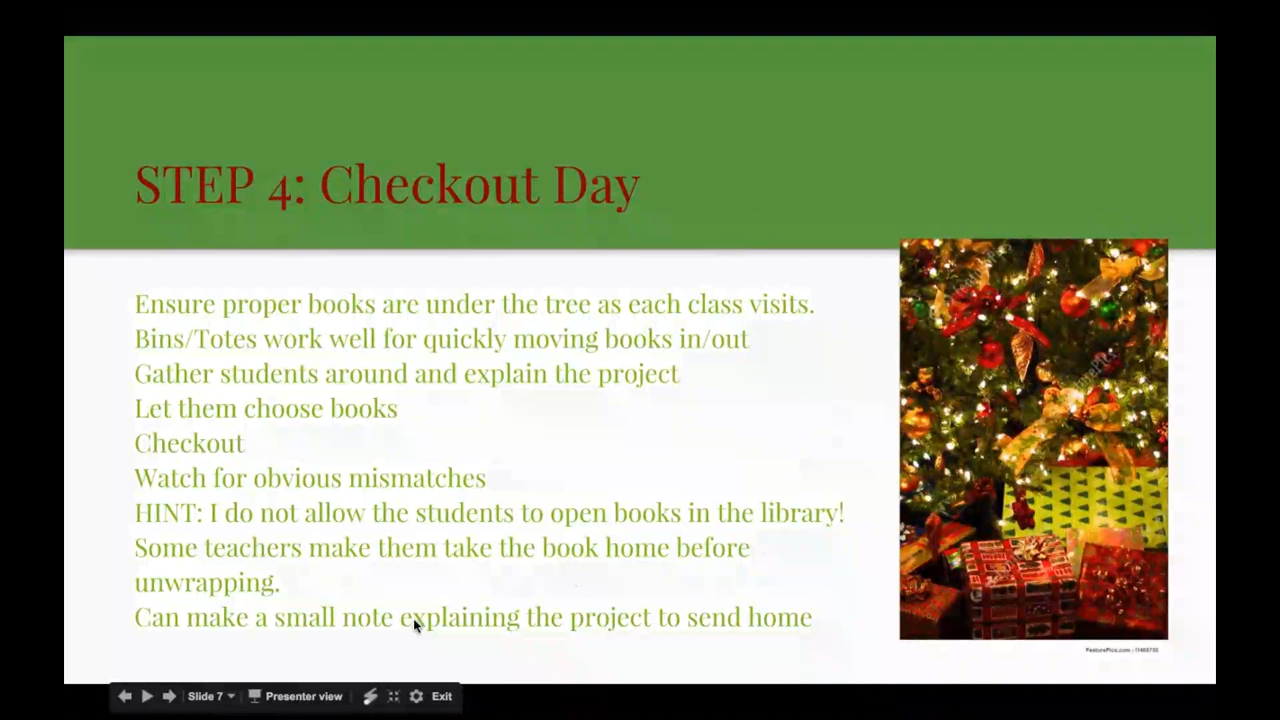 STEP 4: Checkout Day
Ensure proper books are under the tree as each class visits.
Bins/Totes work well for quickly moving books in/out
Gather students around and explain the project
Let them choose books
Checkout
Watch for obvious mismatches
HINT: I do not allow the students to open books in the library!
Some teachers make them take the book home before
unwrapping.
Can make a small note explaining the project to send home
Slide 7
Presenter view
Exit